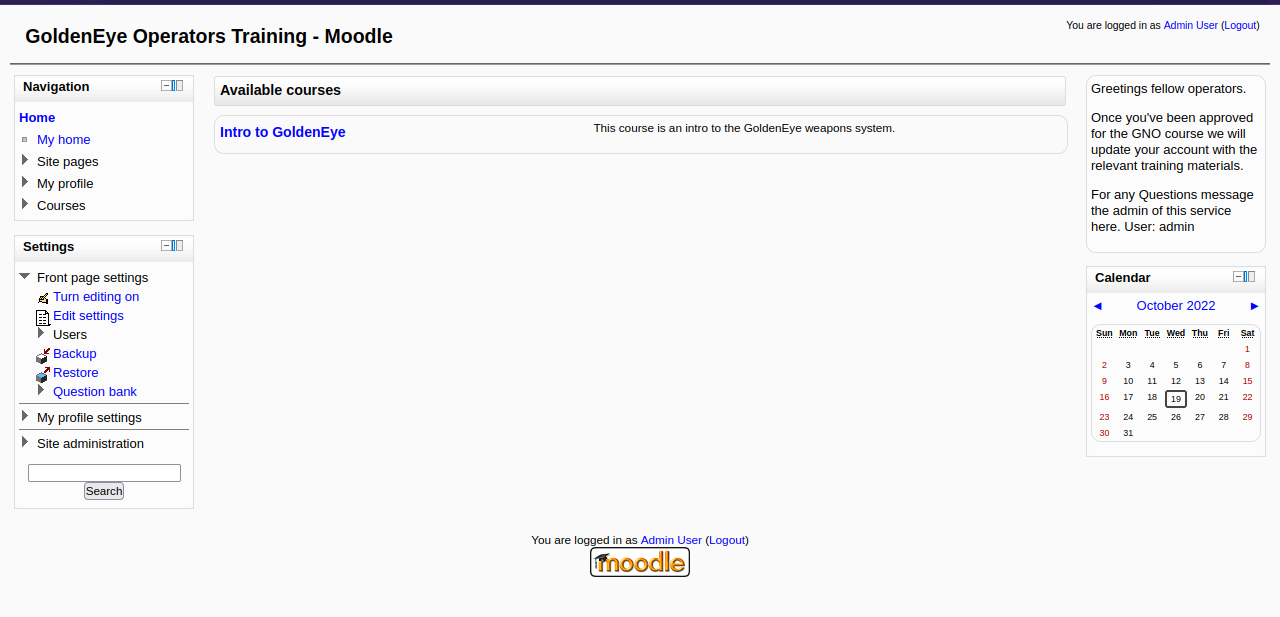 GoldenEye Operators Training - Moodle
You are logged in as Admin User (Logout)
Navigation
Home
My home
Site pages
My profile
Courses
Settings
Front page settings
Turn editing on
Edit settings
Users
Backup
Restore
Question bank
My profile settings
Site administration
Search
Available courses
Intro to GoldenEye
This course is an intro to the GoldenEye weapons system.
Greetings fellow operators.
Once you've been approved
for the GNO course we will
update your account with the
relevant training materials.
For any Questions message
the admin of this service
here. User: admin
Calendar
◄ October 2022 ►
Sun Mon Tue Wed Thu Fri Sat
1
2 3 4 5 6 7 8
9 10 11 12 13 14 15
16 17 18 19 20 21 22
23 24 25 26 27 28 29
30 31
You are logged in as Admin User (Logout)
moodle